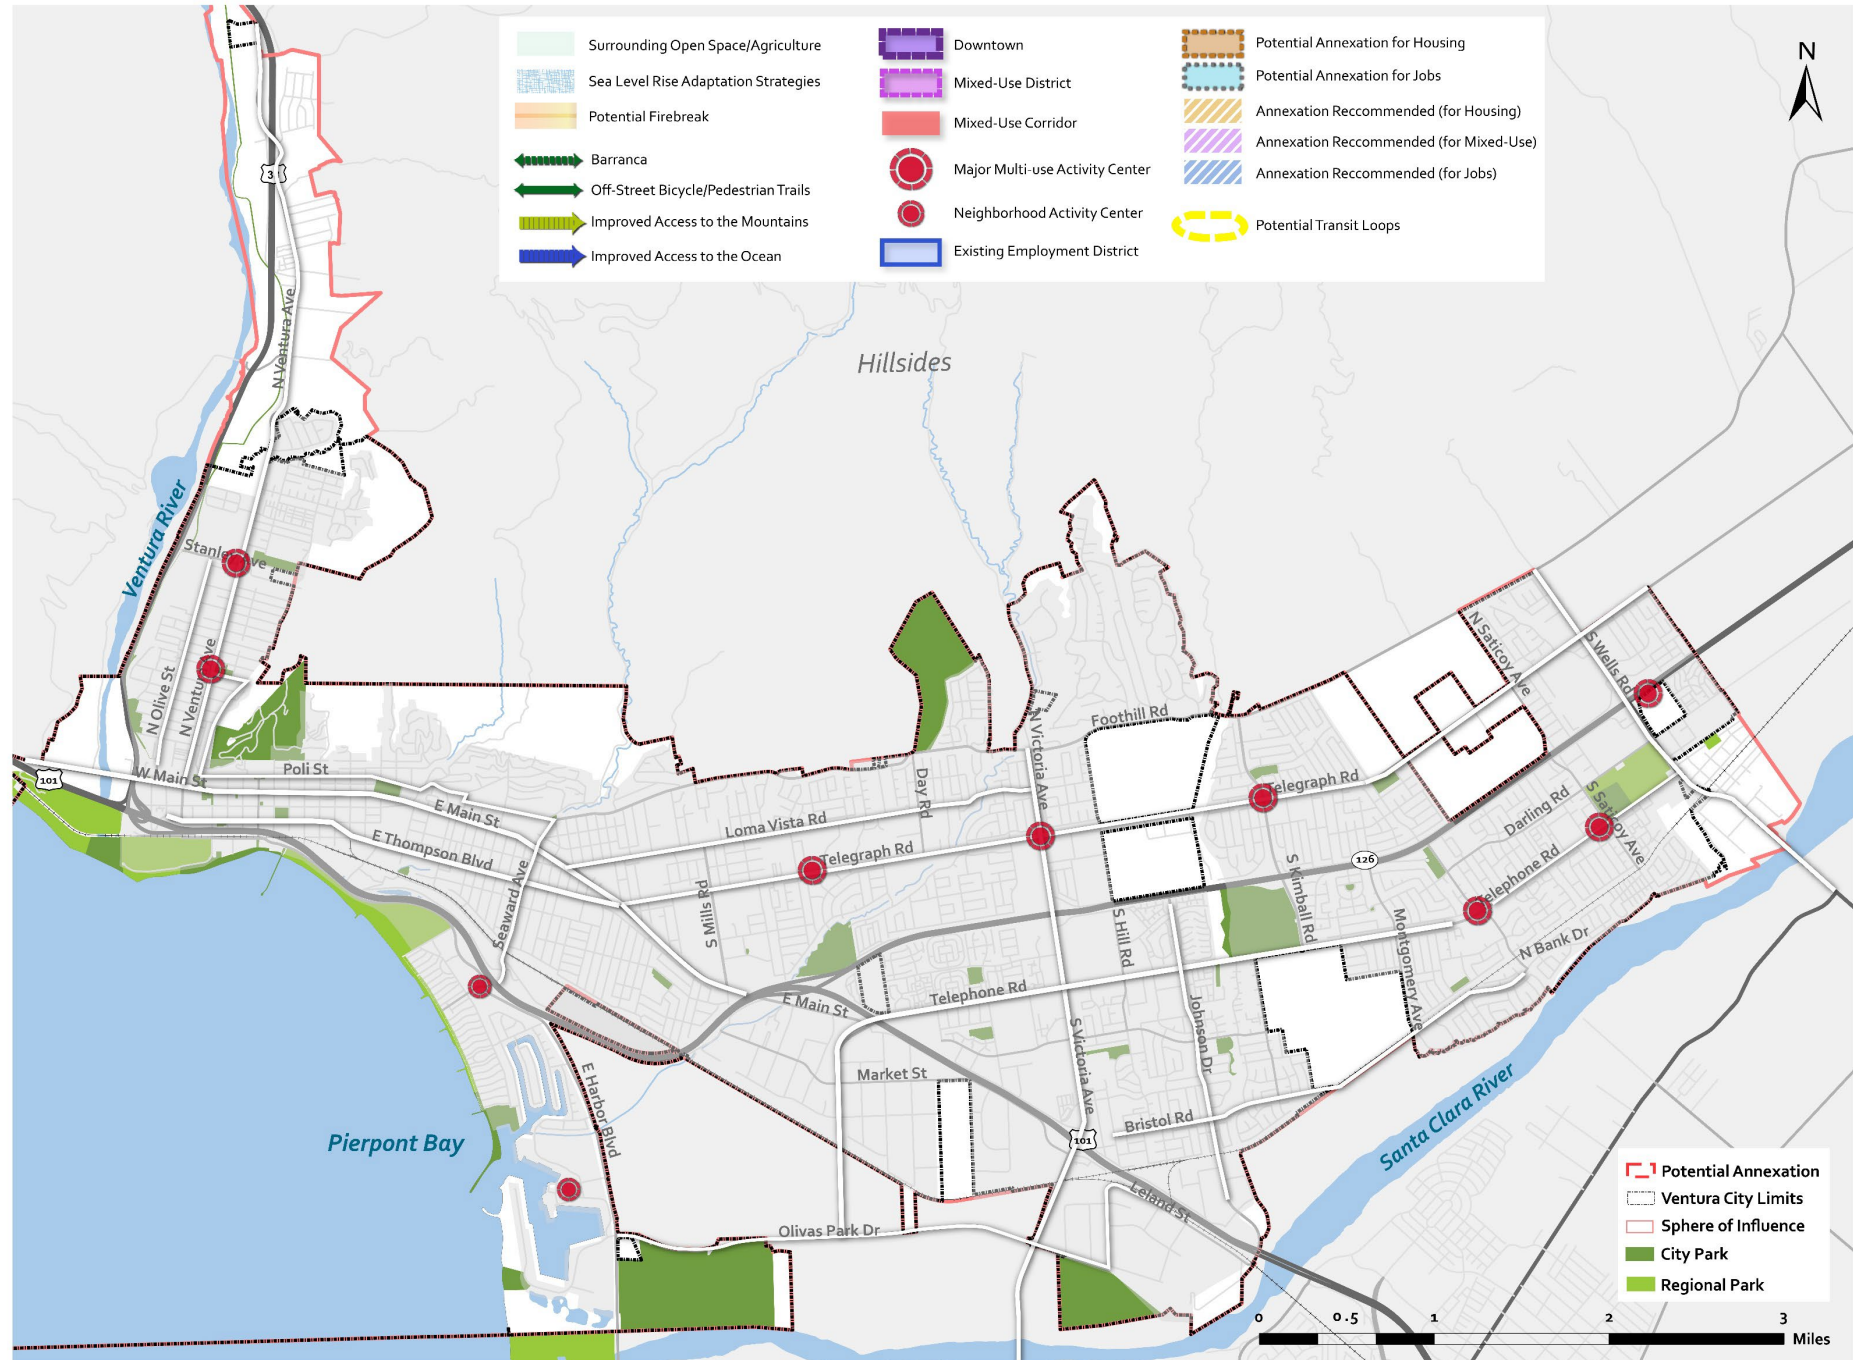 Surrounding Open Space/Agriculture
Sea Level Rise Adaptation Strategies
Potential Firebreak
Barranca
Off-Street Bicycle/Pedestrian Trails
Improved Access to the Mountains
Improved Access to the Ocean
Downtown
Mixed-Use District
Mixed-Use Corridor
Major Multi-use Activity Center
Neighborhood Activity Center
Existing Employment District
Potential Annexation for Housing
Potential Annexation for Jobs
Annexation Reccommended (for Housing)
Annexation Reccommended (for Mixed-Use)
Annexation Reccommended (for Jobs)
Potential Transit Loops
N
N Ventura Ave
Hillsides
Ventura River
N Olive St
W Main St
Poli St
E Main St
E Thompson Blvd
Seaward Ave
Loma Vista Rd
Day Rd
Telegraph Rd
S Mills Rd
N Victoria Ave
Foothill Rd
Telegraph Rd
N Saticoy Ave
S Wells Rd
101
126
Darling Rd
S Saticoy Ave
Telephone Rd
S Kimball Rd
Montgomery Ave
N Bank Dr
S Hill Rd
E Main St
Telephone Rd
Johnson Dr
S Victoria Ave
Market St
Bristol Rd
101
Leland St
E Harbor Blvd
Olivas Park Dr
Pierpont Bay
Santa Clara River
Potential Annexation
Ventura City Limits
Sphere of Influence
City Park
Regional Park
0 0.5 1 2 3
Miles